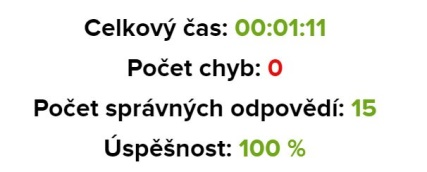 Celkový čas: 00:01:11
Počet chyb: 0
Počet správných odpovědí: 15
Úspěšnost: 100 %